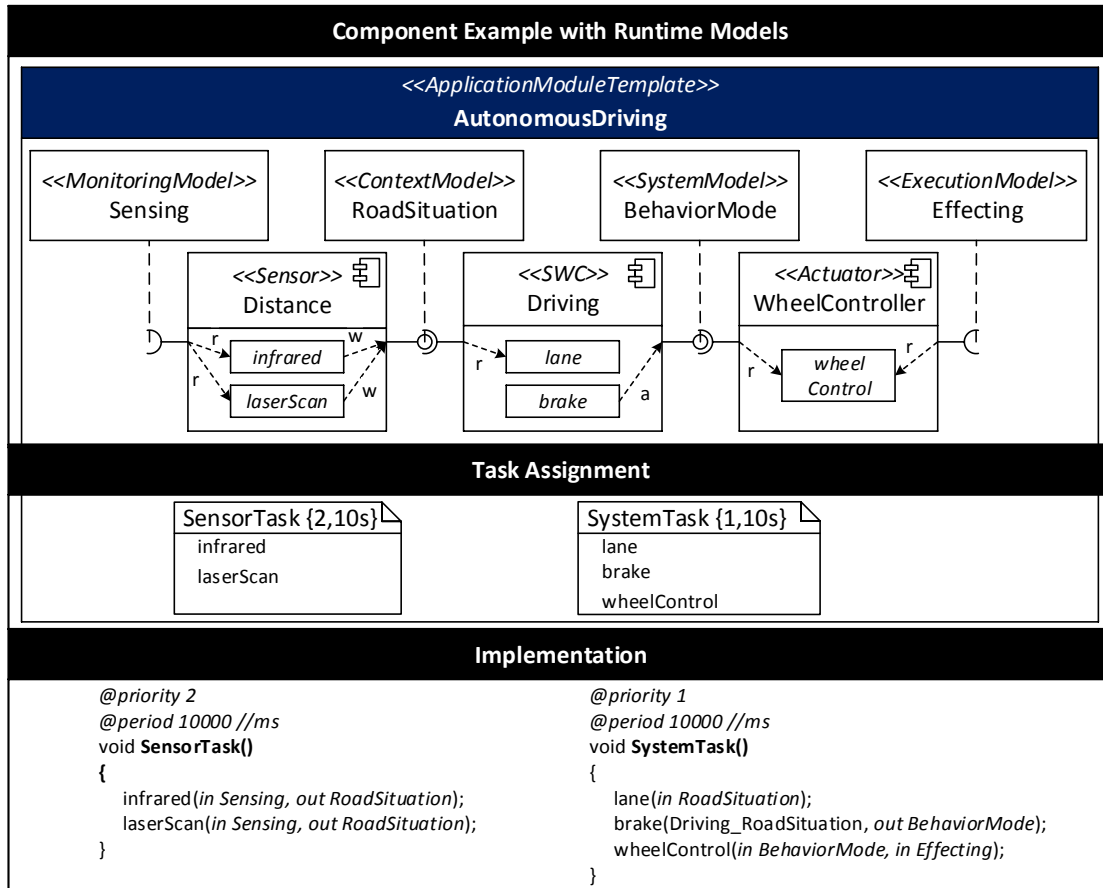 Component Example with Runtime Models
<<ApplicationModuleTemplate>>
AutonomousDriving
<<MonitoringModel>>
Sensing
<<ContextModel>>
RoadSituation
<<SystemModel>>
BehaviorMode
<<ExecutionModel>>
Effecting
<<Sensor>>
Distance
<<SWC>>
Driving
<<Actuator>>
WheelController
r
infrared
w
r
laserScan
w
r
lane
brake
a
r
wheel
Control
r
Task Assignment
SensorTask {2,10s}
infrared
laserScan
SystemTask {1,10s}
lane
brake
wheelControl
Implementation
@priority 2
@period 10000 //ms
void SensorTask()
{
infrared(in Sensing, out RoadSituation);
laserScan(in Sensing, out RoadSituation);
}
@priority 1
@period 10000 //ms
void SystemTask()
{
lane(in RoadSituation);
brake(Driving_RoadSituation, out BehaviorMode);
wheelControl(in BehaviorMode, in Effecting);
}